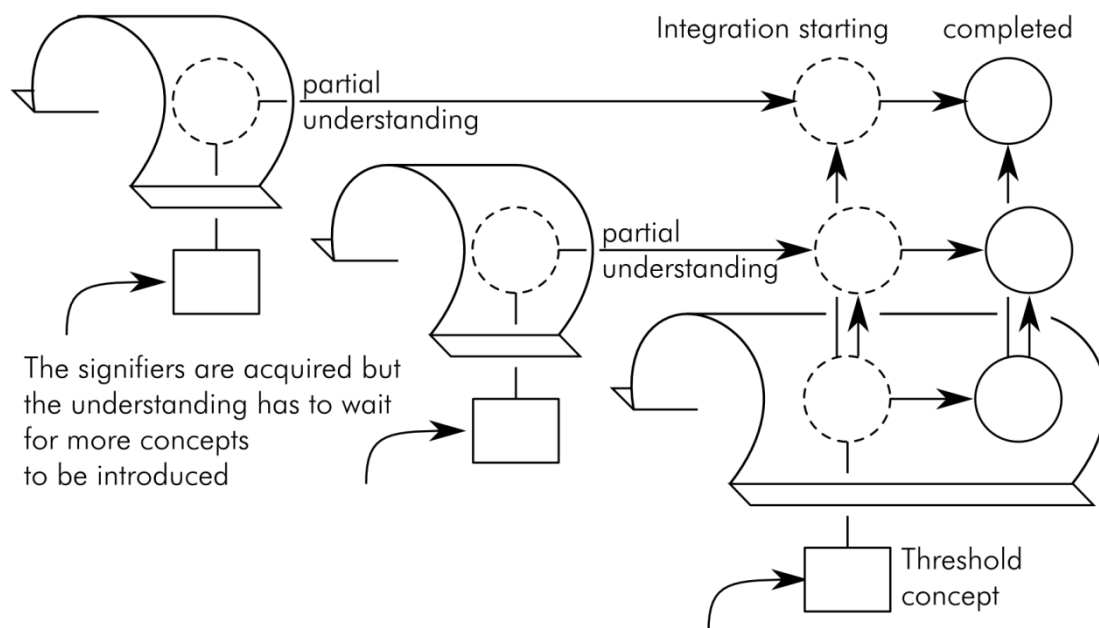 Integration starting
completed
partial
understanding
partial
understanding
The signifiers are acquired but
the understanding has to wait
for more concepts
to be introduced
Threshold
concept